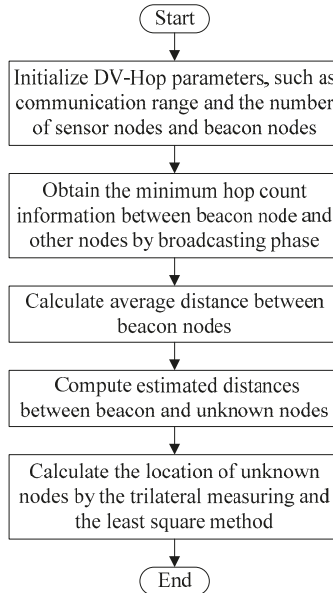 Start
Initialize DV-Hop parameters, such as
communication range and the number
of sensor nodes and beacon nodes
Obtain the minimum hop count
information between beacon node and
other nodes by broadcasting phase
Calculate average distance between
beacon nodes
Compute estimated distances
between beacon and unknown nodes
Calculate the location of unknown
nodes by the trilateral measuring and
the least square method
End